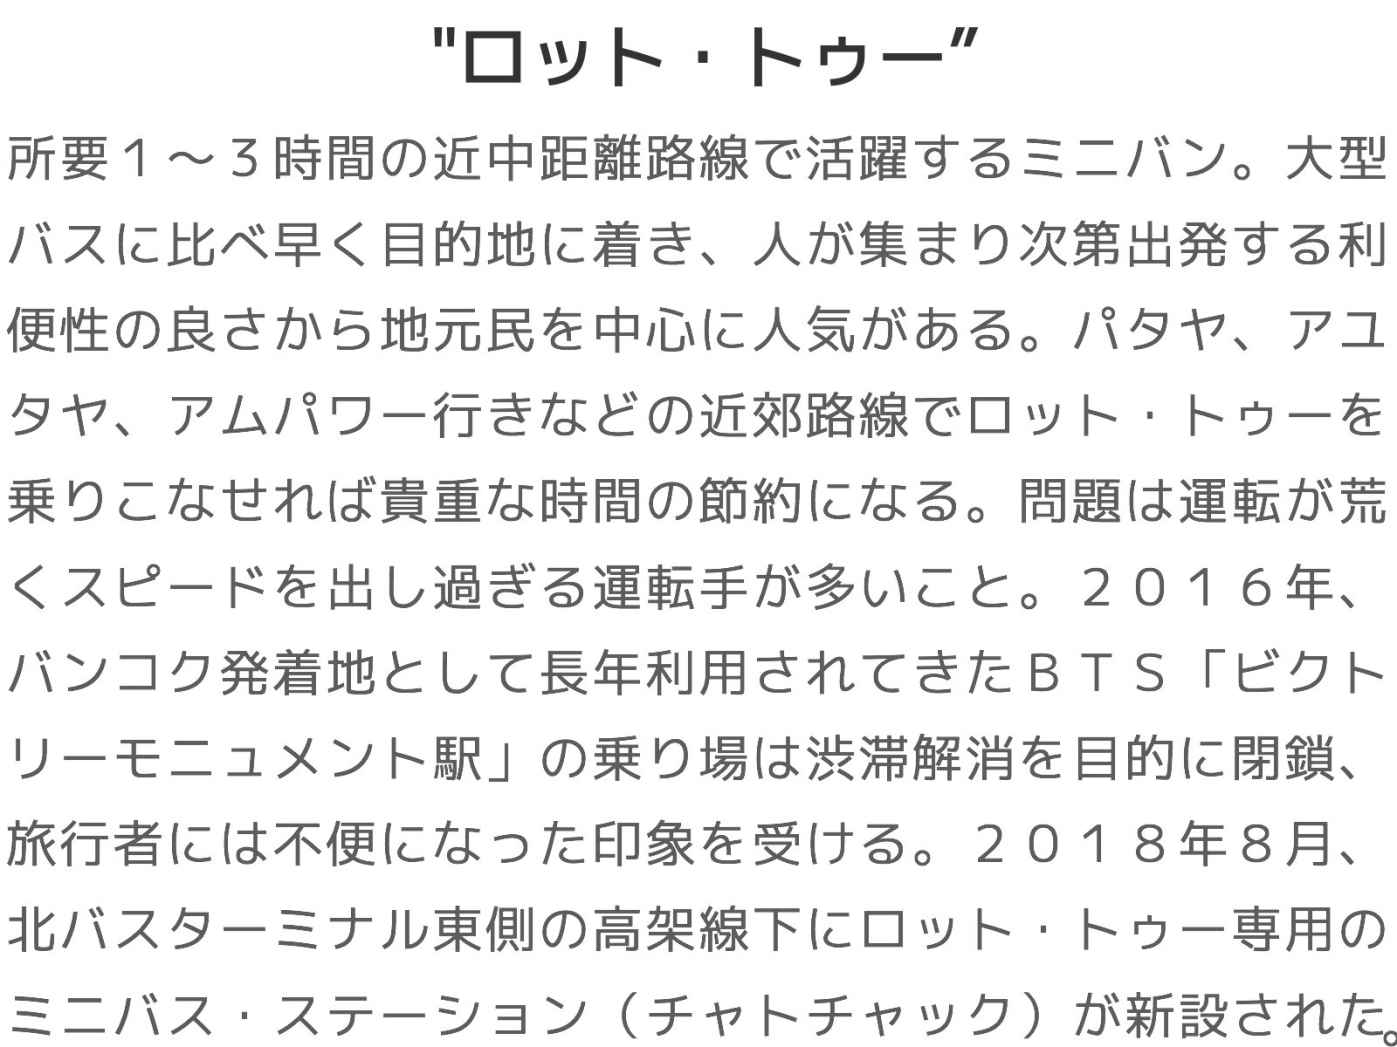 "ロット・トゥー”
所要１～３時間の近中距離路線で活躍するミニバン。大型
バスに比べ早く目的地に着き、人が集まり次第出発する利
便性の良さから地元民を中心に人気がある。パタヤ、アユ
タヤ、アムパワー行きなどの近郊路線でロット・トゥーを
乗りこなせれば貴重な時間の節約になる。問題は運転が荒
くスピードを出し過ぎる運転手が多いこと。２０１６年、
バンコク発着地として長年利用されてきたＢＴＳ「ビクト
リーモニュメント駅」の乗り場は渋滞解消を目的に閉鎖、
旅行者には不便になった印象を受ける。２０１８年８月、
北バスターミナル東側の高架線下にロット・トゥー専用の
ミニバス・ステーション（チャトチャック）が新設された。